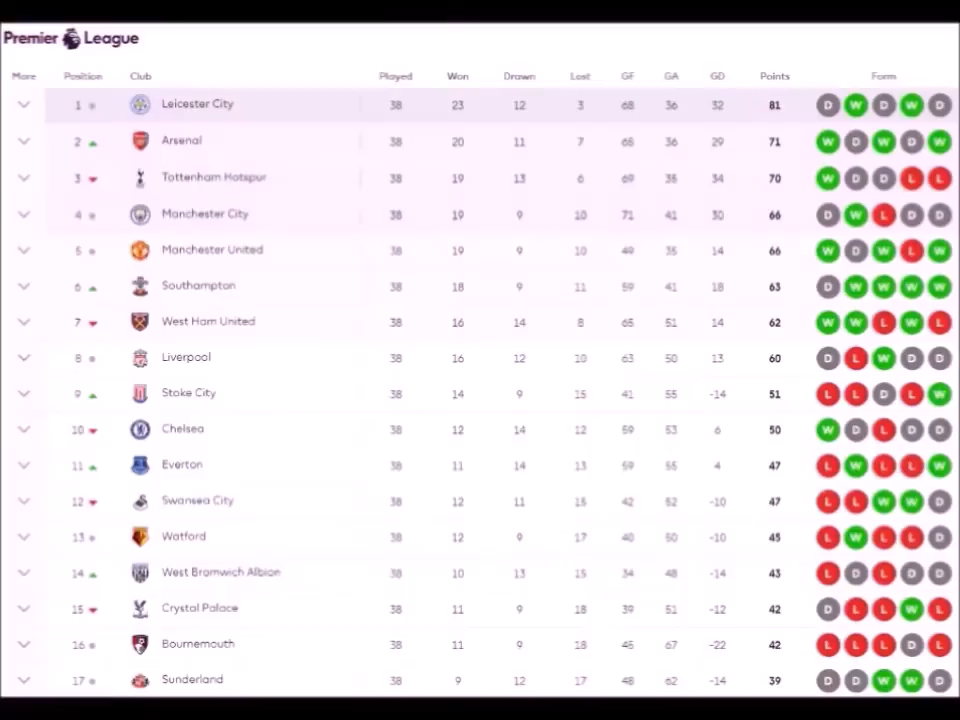 Premier League
More Position Club Played Won Drawn Lost GF GA GD Points Form
1 Leicester City 38 23 12 3 68 36 32 81 D W D W D
2 Arsenal 38 20 11 7 65 36 29 71 W D W D W
3 Tottenham Hotspur 38 19 13 6 69 35 34 70 W D D L L
4 Manchester City 38 19 9 10 71 41 30 66 D W L D D
5 Manchester United 38 19 9 10 49 35 14 66 W D W L W
6 Southampton 38 18 9 11 59 41 18 63 D W W W W
7 West Ham United 38 16 14 8 65 51 14 62 W W L W L
8 Liverpool 38 16 12 10 63 50 13 60 D L W D D
9 Stoke City 38 14 9 15 41 55 -14 51 L L D L W
10 Chelsea 38 12 14 12 59 53 6 50 W D L D D
11 Everton 38 11 14 13 59 55 4 47 L W L L W
12 Swansea City 38 12 11 15 42 52 -10 47 L L W W D
13 Watford 38 12 9 17 40 50 -10 45 L W L L D
14 West Bromwich Albion 38 10 13 15 34 48 -14 43 L D L D D
15 Crystal Palace 38 11 9 18 39 51 -12 42 D L L W L
16 Bournemouth 38 11 9 18 45 67 -22 42 L L L D L
17 Sunderland 38 9 12 17 48 62 -14 39 D D W W D